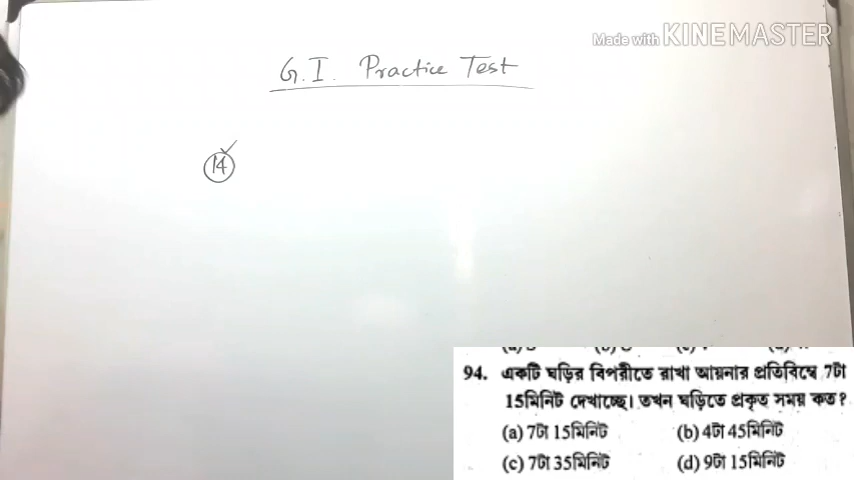 Made with KINEMASTER
G.I. Practice Test
14
94. একটি ঘড়ির বিপরীতে রাখা আয়নার প্রতিবিম্বে 7টা
15মিনিট দেখাচ্ছে। তখন ঘড়িতে প্রকৃত সময় কত?
(a) 7টা 15মিনিট (b) 4টা 45মিনিট
(c) 7টা 35মিনিট (d) 9টা 15মিনিট